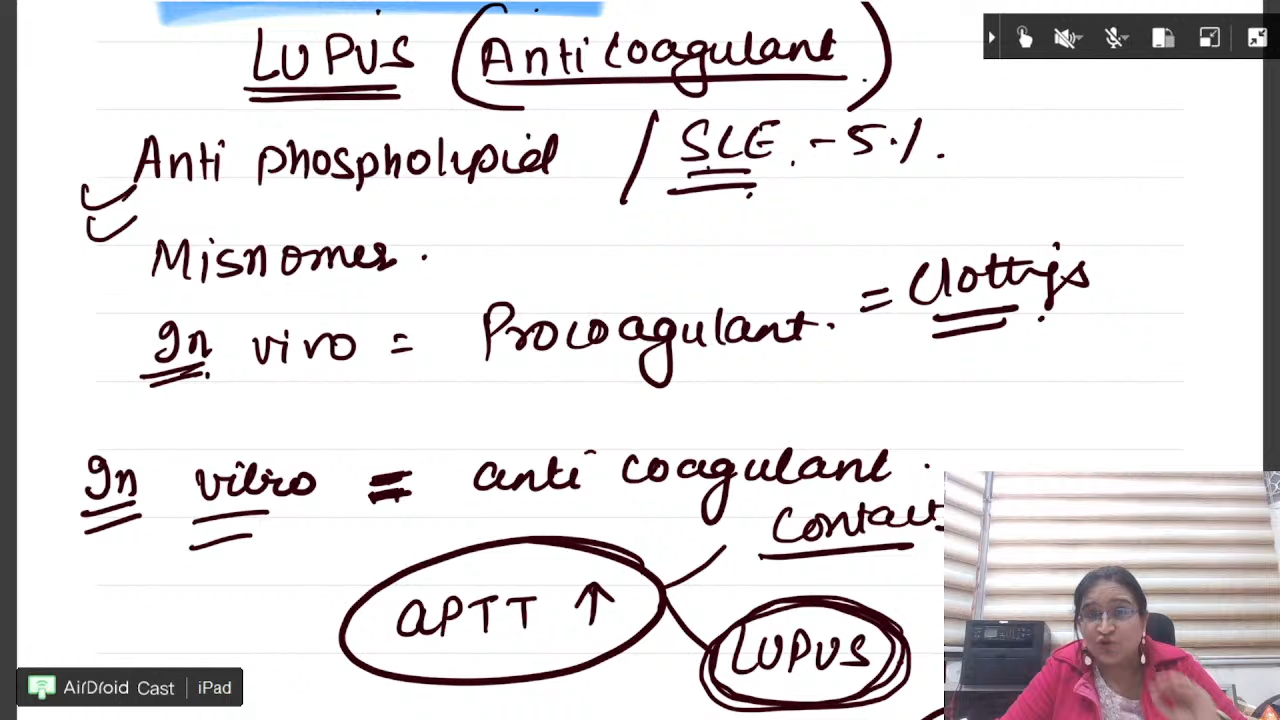 LUPUS (Anticoagulant)
Anti phospholipid / SLE - 5%.
Misnomer.
In vivo = Procoagulant. = Clottings
In vitro = anti coagulant.
Contact
aPTT ↑
LUPUS
AirDroid Cast | iPad